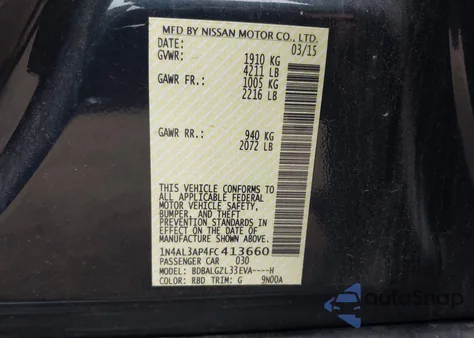 MFD BY NISSAN MOTOR CO., LTD.
DATE: 03/15
GVWR: 1910 KG
4211 LB
GAWR FR.: 1005 KG
2216 LB
GAWR RR.: 940 KG
2072 LB
THIS VEHICLE CONFORMS TO
ALL APPLICABLE FEDERAL
MOTOR VEHICLE SAFETY,
BUMPER, AND THEFT
PREVENTION STANDARDS IN
EFFECT ON THE DATE OF
MANUFACTURE SHOWN ABOVE.
1N4AL3AP4FC413660
PASSENGER CAR 030
MODEL: BDBALGZL33EVA----H
COLOR: RBD TRIM: G 9N00A
autoSnap